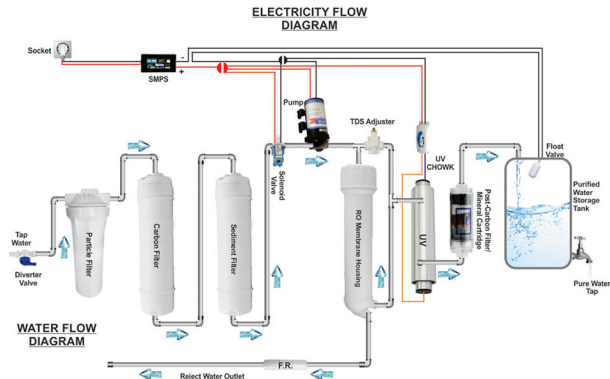 ELECTRICITY FLOW
DIAGRAM
Socket
SMPS
-
+
Pump
TDS Adjuster
Solenoid
Valve
UV
CHOWK
Float
Valve
Purified
Water
Storage
Tank
Tap
Water
Diverter
Valve
Particle Filter
Carbon Filter
Sediment Filter
RO Membrane Housing
UV
Post-Carbon Filter/
Mineral Cartridge
Pure Water
Tap
WATER FLOW
DIAGRAM
F.R.
Reject Water Outlet